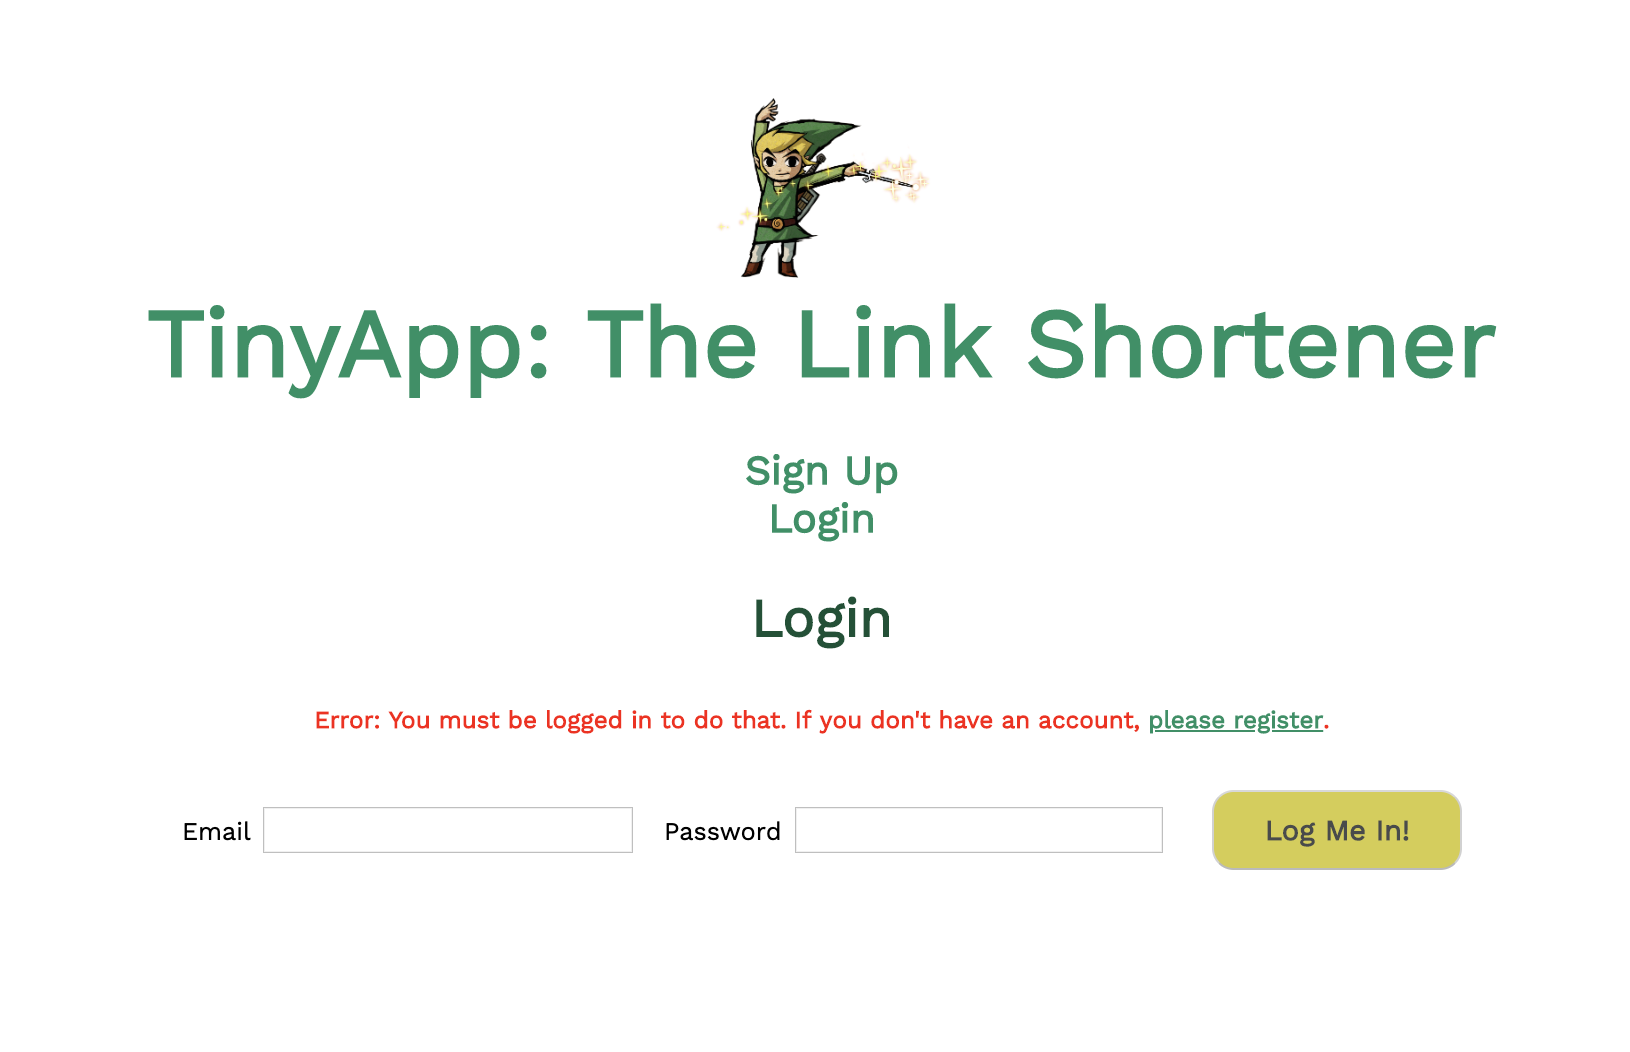 TinyApp: The Link Shortener
Sign Up
Login
Login
Error: You must be logged in to do that. If you don't have an account, please register.
Email Password Log Me In!